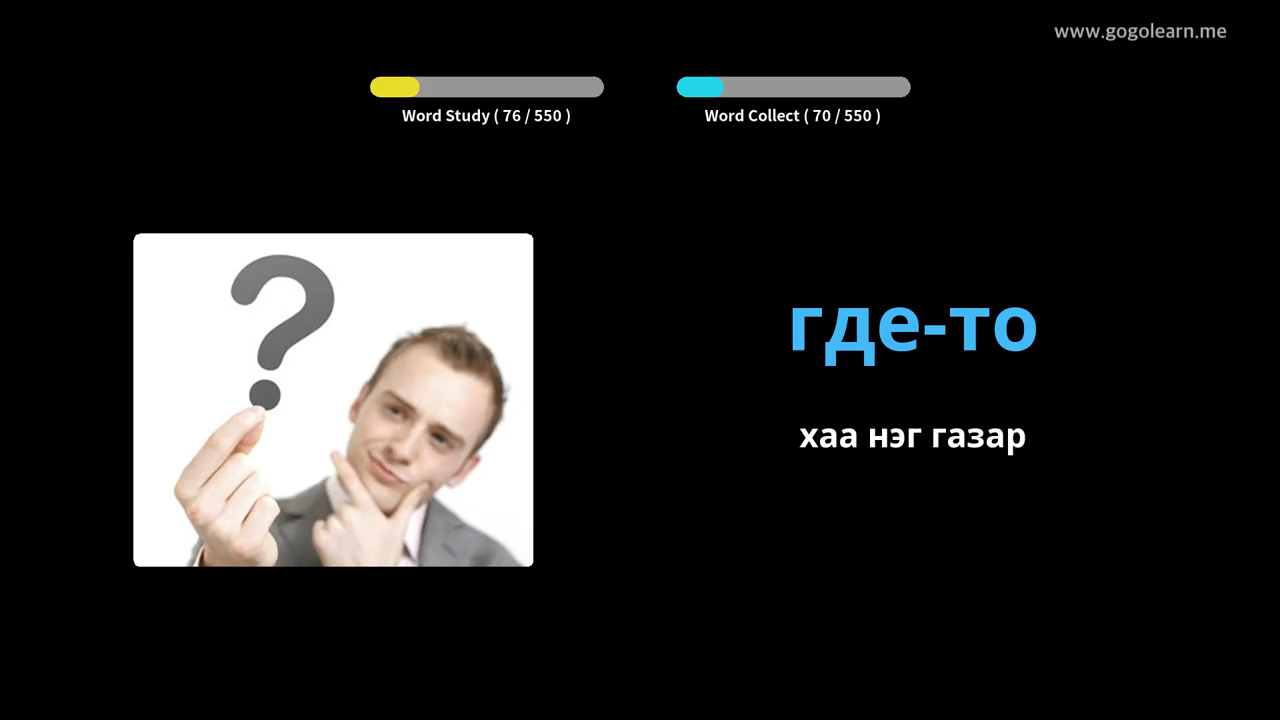 www.gogolearn.me
Word Study ( 76 / 550 )
Word Collect ( 70 / 550 )
?
где-то
хаа нэг газар